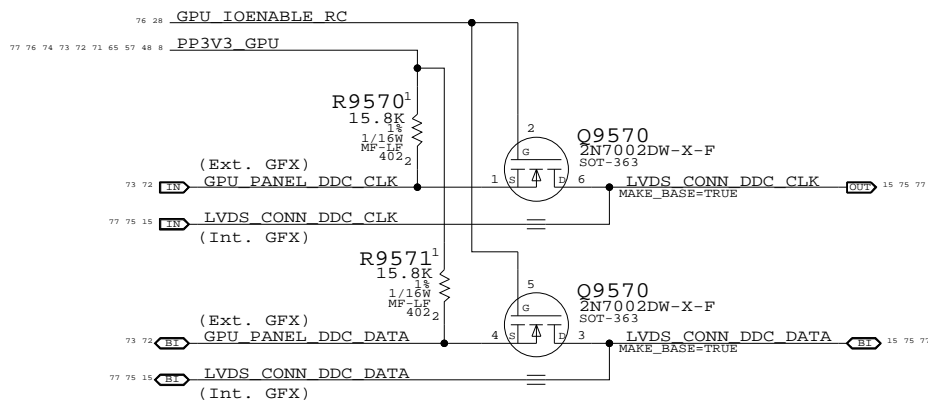 76 28 GPU_IOENABLE_RC
77 76 74 73 72 71 65 57 48 8 PP3V3_GPU
R9570 1
15.8K
1%
1/16W
MF-LF
402 2
2
Q9570
2N7002DW-X-F
SOT-363
G
S
D
(Ext. GFX)
73 72 IN GPU_PANEL_DDC_CLK 1 6 LVDS_CONN_DDC_CLK OUT 15 75 77
MAKE_BASE=TRUE
77 75 15 IN LVDS_CONN_DDC_CLK
(Int. GFX)
R9571 1
15.8K
1%
1/16W
MF-LF
402 2
5
Q9570
2N7002DW-X-F
SOT-363
G
S
D
(Ext. GFX)
73 72 BI GPU_PANEL_DDC_DATA 4 3 LVDS_CONN_DDC_DATA BI 15 75 77
MAKE_BASE=TRUE
77 75 15 BI LVDS_CONN_DDC_DATA
(Int. GFX)